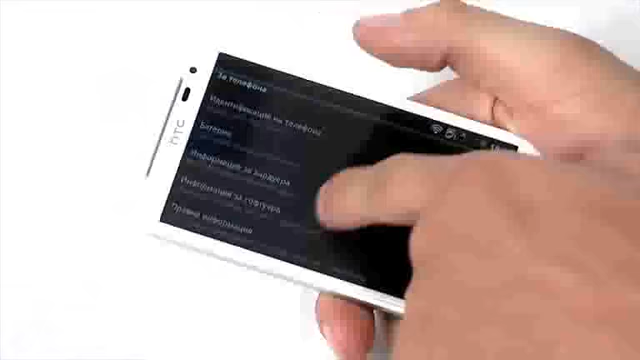 hTC
За телефона
Идентификация на телефона
Батерия
Информация за хардуера
Информация за софтуера
Правна информация